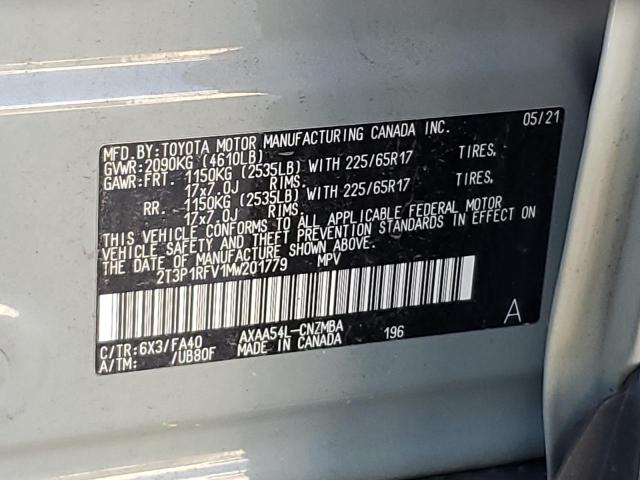 MFD.BY:TOYOTA MOTOR MANUFACTURING CANADA INC. 05/21
GVWR:2090KG (4610LB)
GAWR:FRT. 1150KG (2535LB) WITH 225/65R17 TIRES,
17x7.0J RIMS.
RR. 1150KG (2535LB) WITH 225/65R17 TIRES,
17x7.0J RIMS.
THIS VEHICLE CONFORMS TO ALL APPLICABLE FEDERAL MOTOR
VEHICLE SAFETY AND THEFT PREVENTION STANDARDS IN EFFECT ON
THE DATE OF MANUFACTURE SHOWN ABOVE.
2T3P1RFV1MW201779 MPV
A
C/TR:6X3/FA40 AXAA54L-CNZMBA 196
A/TM: /UB80F MADE IN CANADA